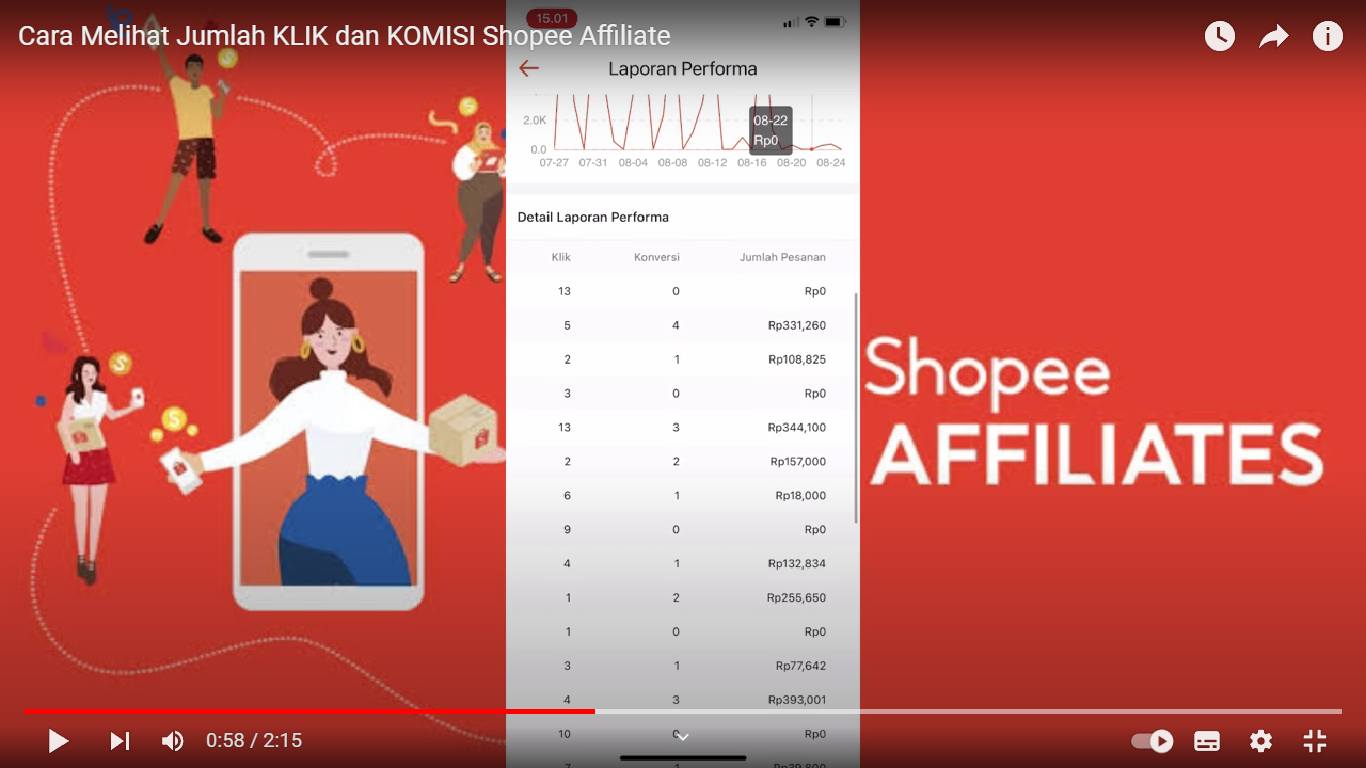 Cara Melihat Jumlah KLIK dan KOMISI Shopee Affiliate
15.01
Laporan Performa
2.0K
0.0
08-22
Rp0
07-27 07-31 08-04 08-08 08-12 08-16 08-20 08-24
Detail Laporan Performa
Klik Konversi Jumlah Pesanan
13 0 Rp0
5 4 Rp331,260
2 1 Rp108,825
3 0 Rp0
13 3 Rp344,100
2 2 Rp157,000
6 1 Rp18,000
9 0 Rp0
4 1 Rp132,834
1 2 Rp255,650
1 0 Rp0
3 1 Rp77,642
4 3 Rp393,001
10 0 Rp0
Shopee
AFFILIATES
0:58 / 2:15